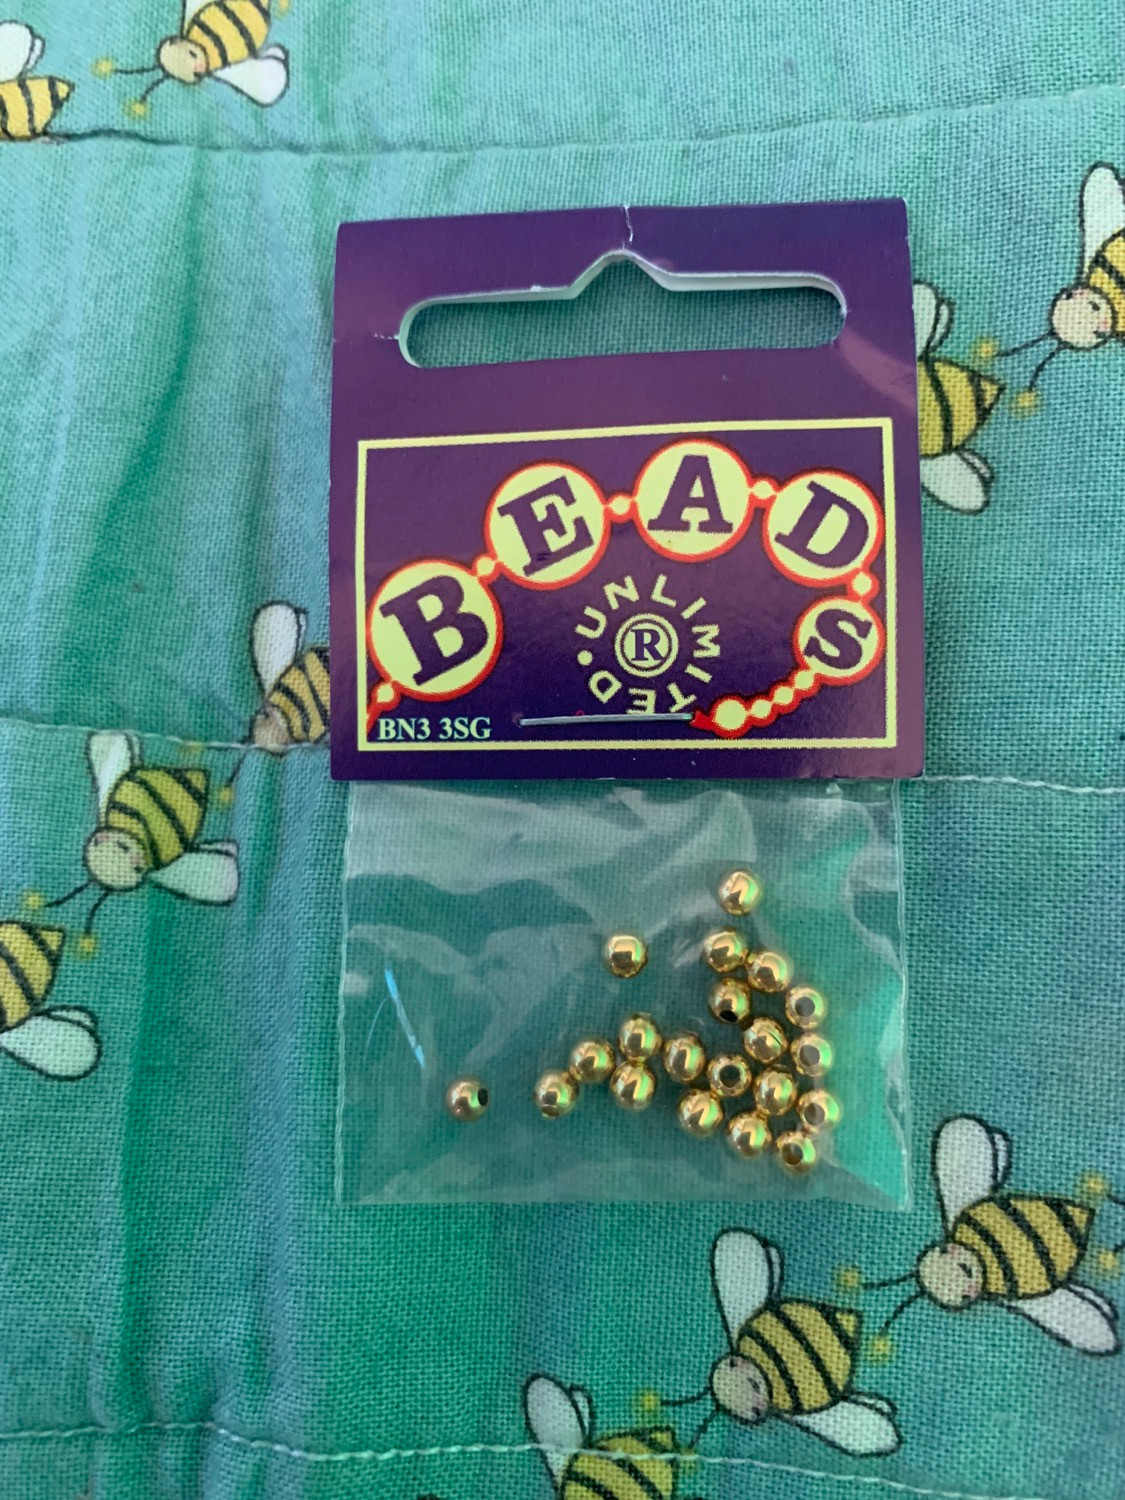 BEADS
UNLIMITED
®
BN3 3SG